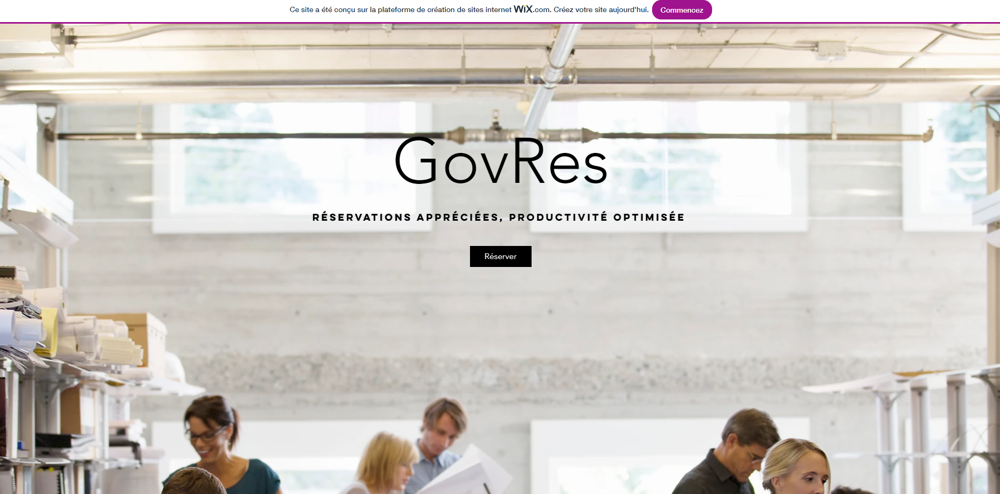 Ce site a été conçu sur la plateforme de création de sites internet WiX.com. Créez votre site aujourd'hui. Commencez
GovRes
RÉSERVATIONS APPRÉCIÉES, PRODUCTIVITÉ OPTIMISÉE
Réserver